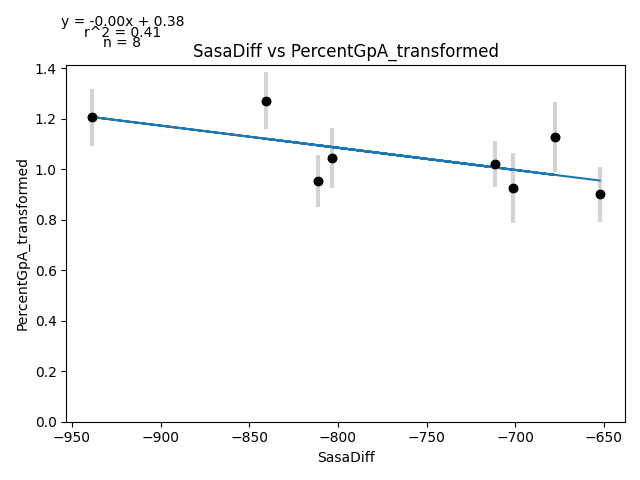 y = -0.00x + 0.38
r^2 = 0.41
n = 8
SasaDiff vs PercentGpA_transformed
1.4
1.2
1.0
0.8
0.6
0.4
0.2
0.0
PercentGpA_transformed
−950 −900 −850 −800 −750 −700 −650
SasaDiff